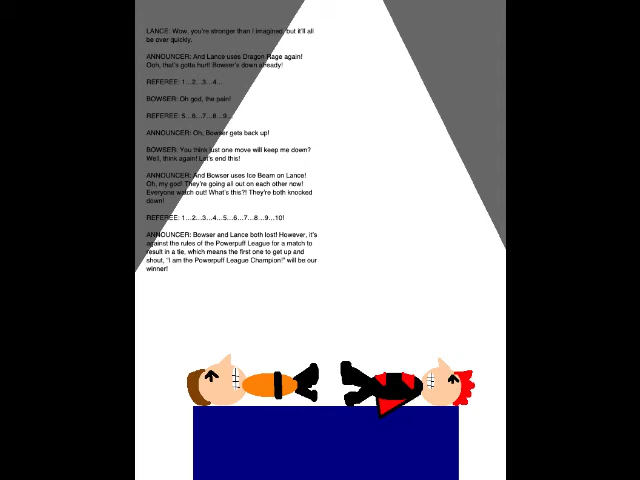 LANCE: Wow, you're stronger than I imagined, but it'll all
be over quickly.
ANNOUNCER: And Lance uses Dragon Rage again!
Ooh, that's gotta hurt! Bowser's down already!
REFEREE: 1...2...3...4...
BOWSER: Oh god, the pain!
REFEREE: 5...6...7...8...9...
ANNOUNCER: Oh, Bowser gets back up!
BOWSER: You think just one move will keep me down?
Well, think again! Let's end this!
ANNOUNCER: And Bowser uses Ice Beam on Lance!
Oh, my god! They're going all out on each other now!
Everyone watch out! What's this?! They're both knocked
down!
REFEREE: 1...2...3...4...5...6...7...8...9...10!
ANNOUNCER: Bowser and Lance both lost! However, it's
against the rules of the Powerpuff League for a match to
result in a tie, which means the first one to get up and
shout, "I am the Powerpuff League Champion!" will be our
winner!